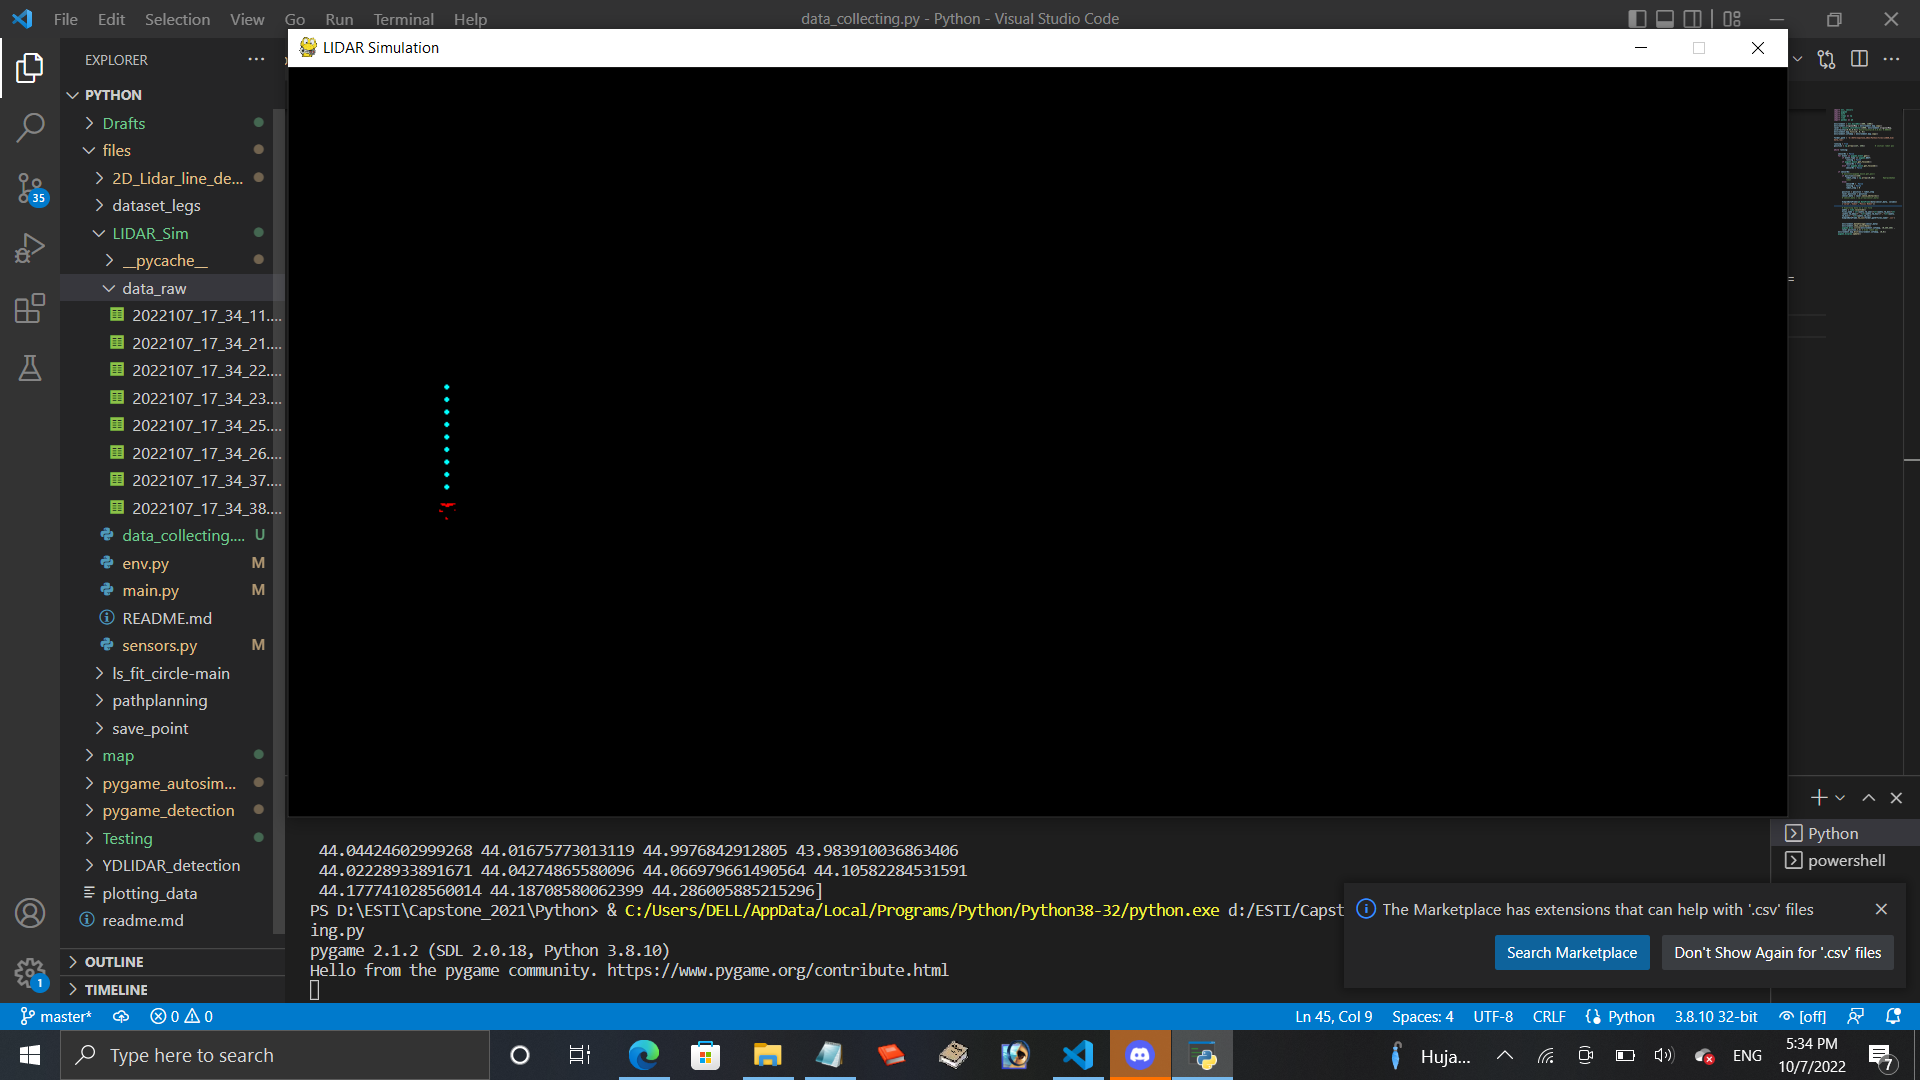 File Edit Selection View Go Run Terminal Help
data_collecting.py - Python - Visual Studio Code
LIDAR Simulation
EXPLORER
PYTHON
Drafts
files
2D_Lidar_line_de...
dataset_legs
LIDAR_Sim
__pycache__
data_raw
2022107_17_34_11....
2022107_17_34_21....
2022107_17_34_22....
2022107_17_34_23....
2022107_17_34_25....
2022107_17_34_26....
2022107_17_34_37....
2022107_17_34_38....
data_collecting.... U
env.py M
main.py M
README.md
sensors.py M
ls_fit_circle-main
pathplanning
save_point
map
pygame_autosim...
pygame_detection
Testing
YDLIDAR_detection
plotting_data
readme.md
OUTLINE
TIMELINE
35
1
=
44.04424602999268 44.01675773013119 44.9976842912805 43.983910036863406
44.02228933891671 44.04274865580096 44.066979661490564 44.10582284531591
44.177741028560014 44.18708580062399 44.286005885215296]
PS D:\ESTI\Capstone_2021\Python> & C:/Users/DELL/AppData/Local/Programs/Python/Python38-32/python.exe d:/ESTI/Capst
ing.py
pygame 2.1.2 (SDL 2.0.18, Python 3.8.10)
Hello from the pygame community. https://www.pygame.org/contribute.html
Python
powershell
The Marketplace has extensions that can help with '.csv' files
Search Marketplace
Don't Show Again for '.csv' files
master* 0 0
Ln 45, Col 9 Spaces: 4 UTF-8 CRLF Python 3.8.10 32-bit [off]
Type here to search
Huja...
ENG
5:34 PM
10/7/2022
7